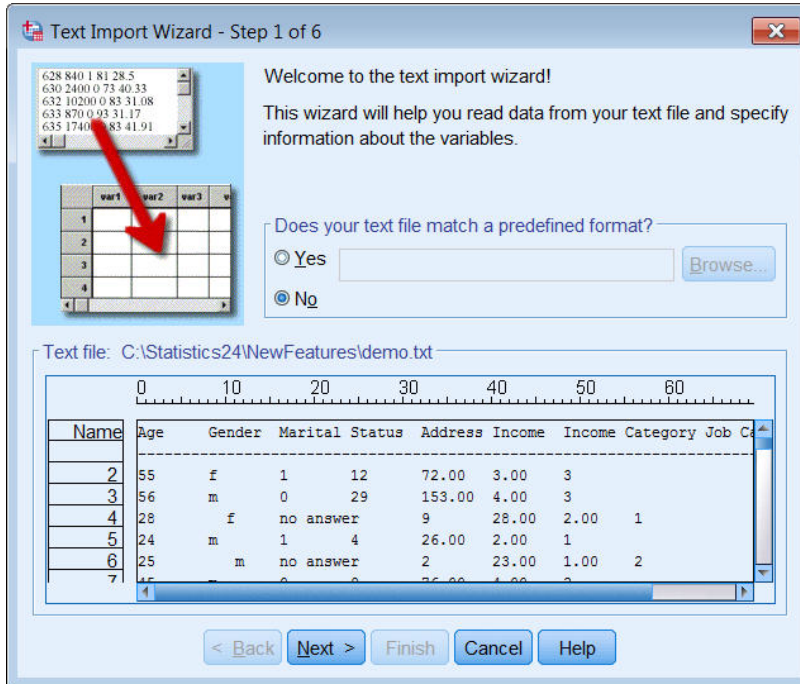 Text Import Wizard - Step 1 of 6
628 840 1 81 28.5
630 2400 0 73 40.33
632 10200 0 83 31.08
633 870 0 93 31.17
635 1740 83 41.91
var1 var2 var3
1
2
3
4
Welcome to the text import wizard!
This wizard will help you read data from your text file and specify
information about the variables.
Does your text file match a predefined format?
Yes
Browse...
No
Text file: C:\Statistics24\NewFeatures\demo.txt
0 10 20 30 40 50 60
Name Age Gender Marital Status Address Income Income Category Job Ca
2 55 f 1 12 72.00 3.00 3
3 56 m 0 29 153.00 4.00 3
4 28 f no answer 9 28.00 2.00 1
5 24 m 1 4 26.00 2.00 1
6 25 m no answer 2 23.00 1.00 2
7
< Back Next > Finish Cancel Help